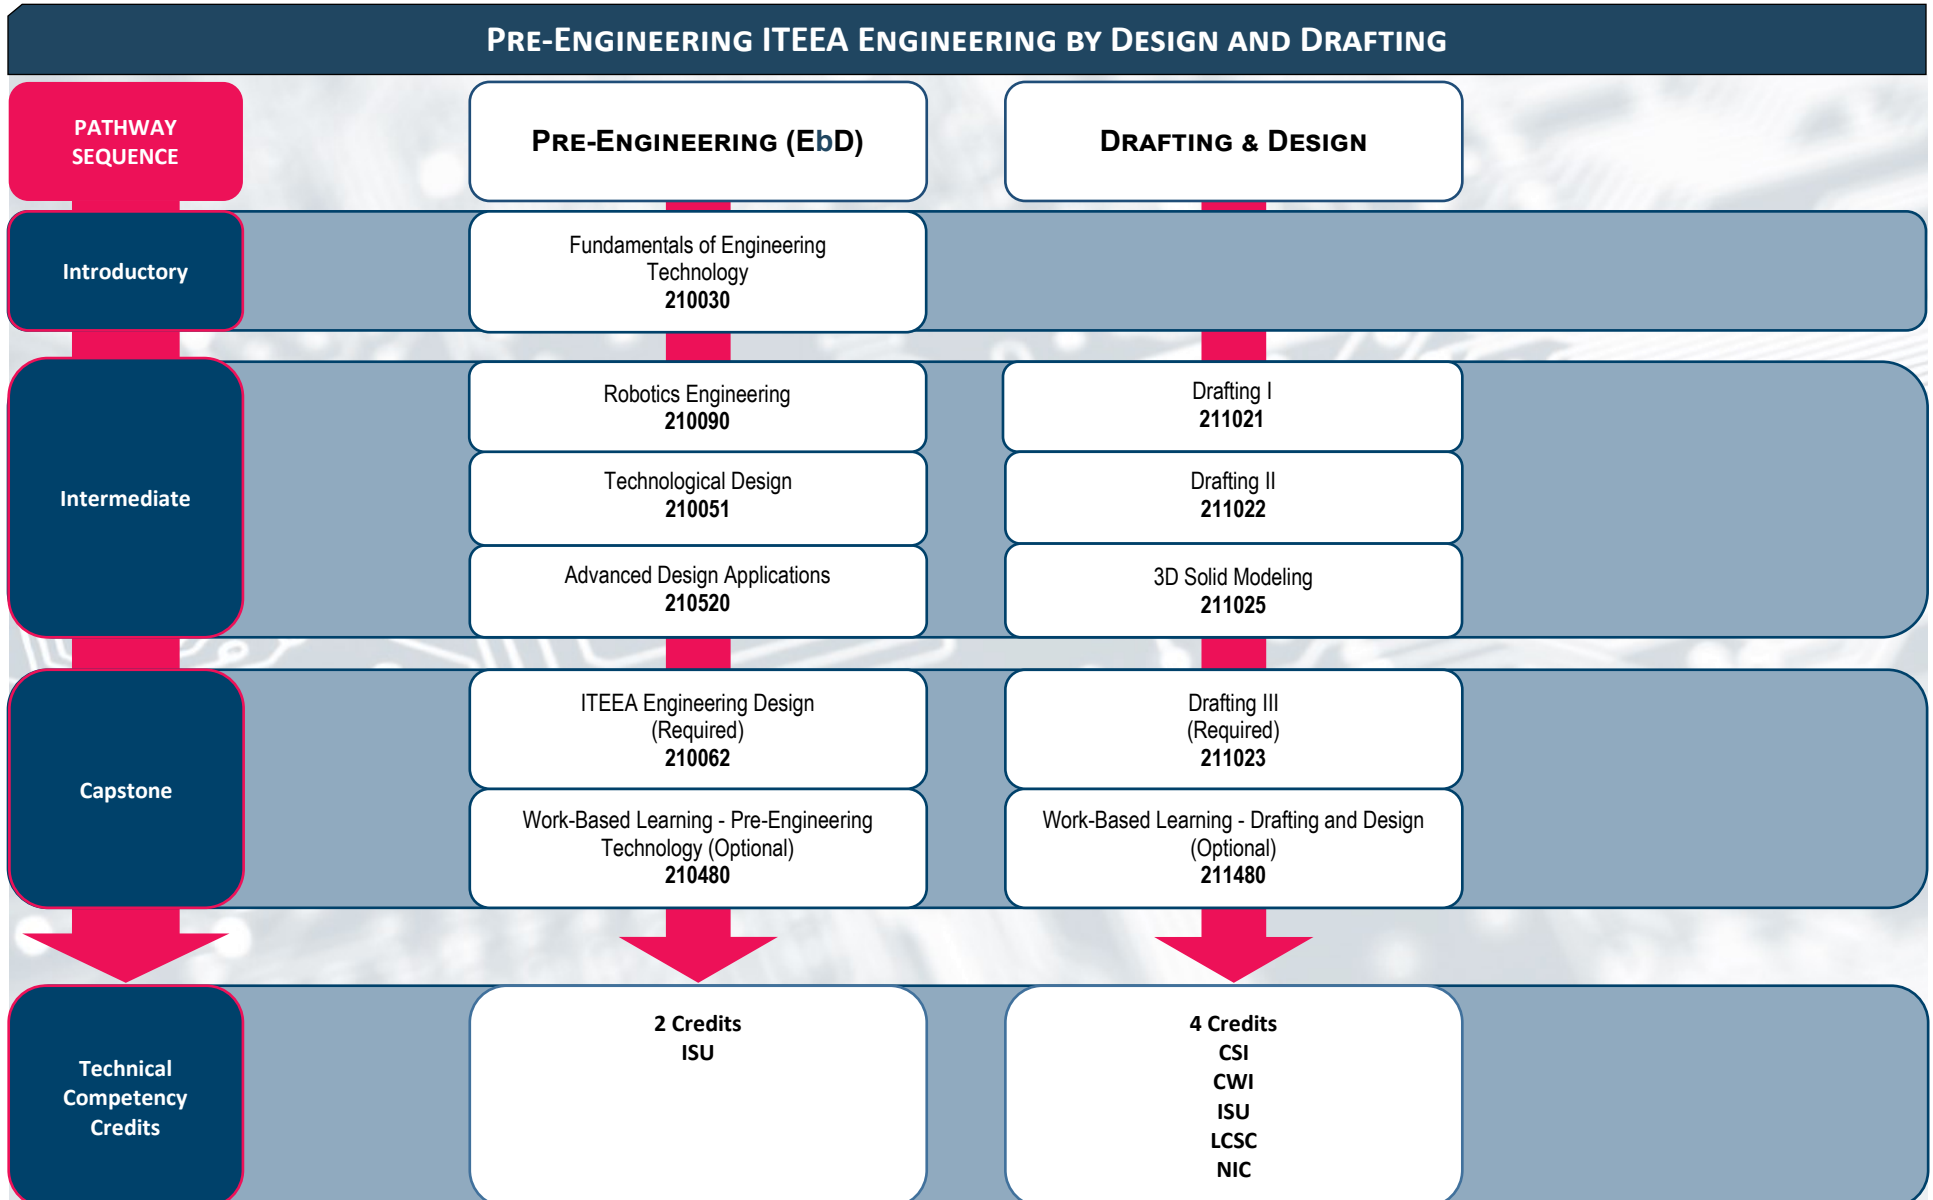 PRE-ENGINEERING ITEEA ENGINEERING BY DESIGN AND DRAFTING
PATHWAY
SEQUENCE
PRE-ENGINEERING (EbD)
DRAFTING & DESIGN
Introductory
Fundamentals of Engineering
Technology
210030
Intermediate
Robotics Engineering
210090
Drafting I
211021
Technological Design
210051
Drafting II
211022
Advanced Design Applications
210520
3D Solid Modeling
211025
Capstone
ITEEA Engineering Design
(Required)
210062
Drafting III
(Required)
211023
Work-Based Learning - Pre-Engineering
Technology (Optional)
210480
Work-Based Learning - Drafting and Design
(Optional)
211480
Technical
Competency
Credits
2 Credits
ISU
4 Credits
CSI
CWI
ISU
LCSC
NIC